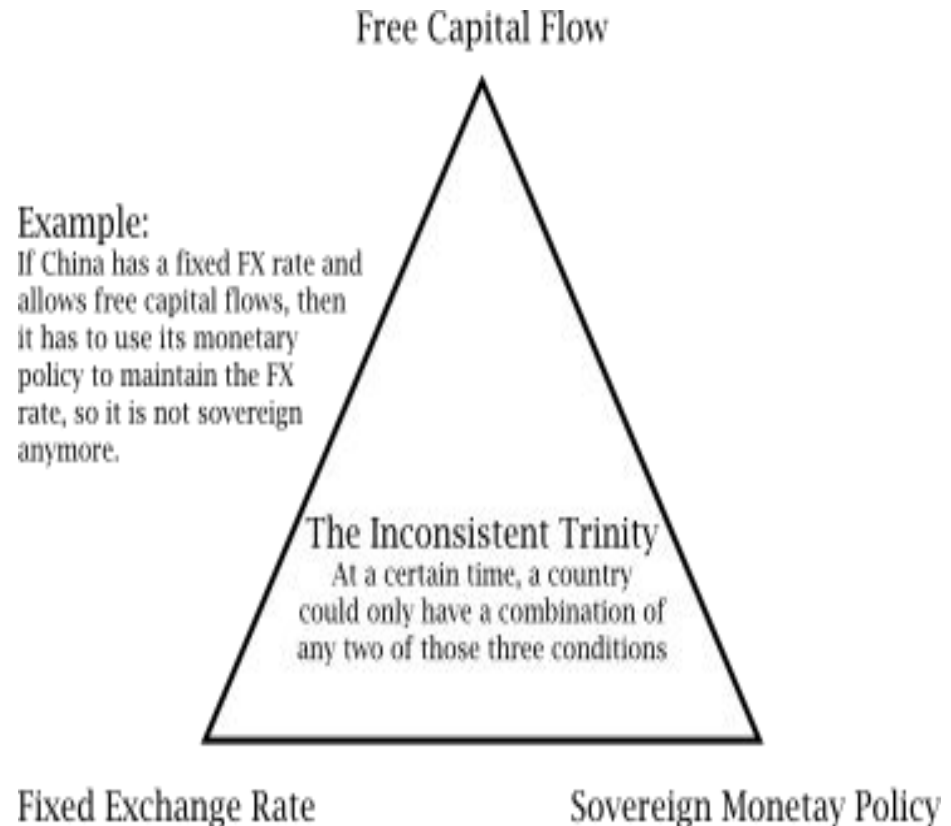 Free Capital Flow
Example:
If China has a fixed FX rate and
allows free capital flows, then
it has to use its monetary
policy to maintain the FX
rate, so it is not sovereign
anymore.
The Inconsistent Trinity
At a certain time, a country
could only have a combination of
any two of those three conditions
Fixed Exchange Rate
Sovereign Monetay Policy